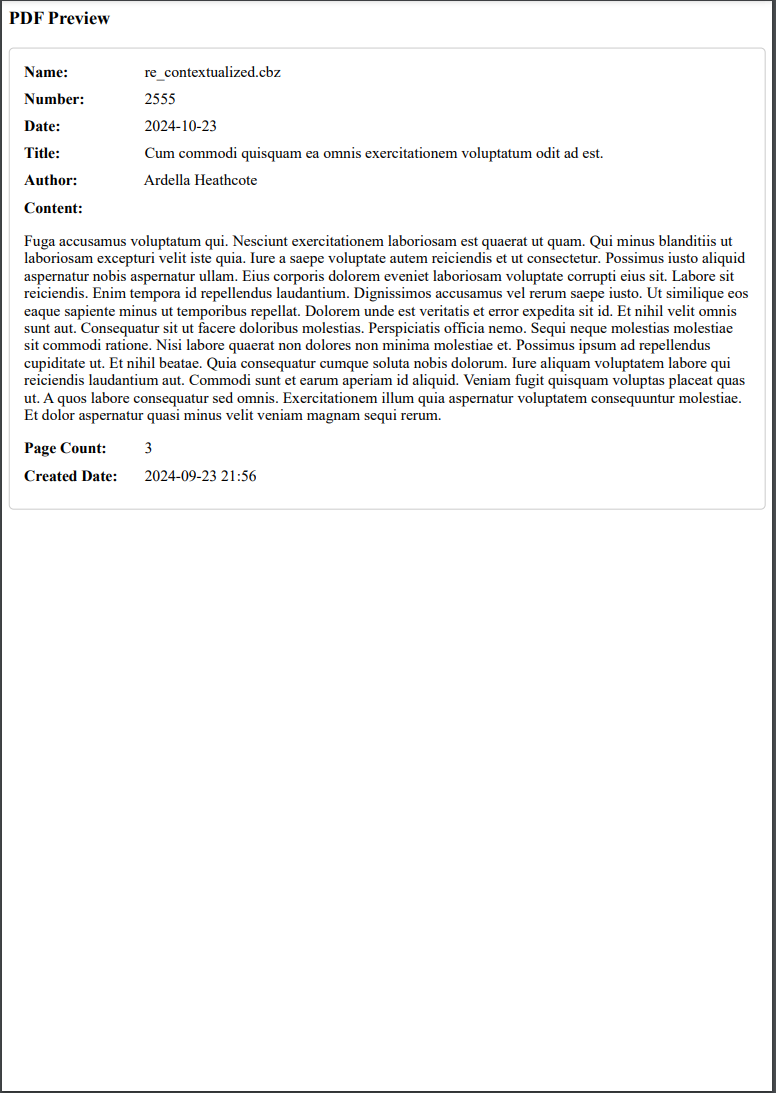 PDF Preview
Name: re_contextualized.cbz
Number: 2555
Date: 2024-10-23
Title: Cum commodi quisquam ea omnis exercitationem voluptatum odit ad est.
Author: Ardella Heathcote
Content:
Fuga accusamus voluptatum qui. Nesciunt exercitationem laboriosam est quaerat ut quam. Qui minus blanditiis ut
laboriosam excepturi velit iste quia. Iure a saepe voluptate autem reiciendis et ut consectetur. Possimus iusto aliquid
aspernatur nobis aspernatur ullam. Eius corporis dolorem eveniet laboriosam voluptate corrupti eius sit. Labore sit
reiciendis. Enim tempora id repellendus laudantium. Dignissimos accusamus vel rerum saepe iusto. Ut similique eos
eaque sapiente minus ut temporibus repellat. Dolorem unde est veritatis et error expedita sit id. Et nihil velit omnis
sunt aut. Consequatur sit ut facere doloribus molestias. Perspiciatis officia nemo. Sequi neque molestias molestiae
sit commodi ratione. Nisi labore quaerat non dolores non minima molestiae et. Possimus ipsum ad repellendus
cupiditate ut. Et nihil beatae. Quia consequatur cumque soluta nobis dolorum. Iure aliquam voluptatem labore qui
reiciendis laudantium aut. Commodi sunt et earum aperiam id aliquid. Veniam fugit quisquam voluptas placeat quas
ut. A quos labore consequatur sed omnis. Exercitationem illum quia aspernatur voluptatem consequuntur molestiae.
Et dolor aspernatur quasi minus velit veniam magnam sequi rerum.
Page Count: 3
Created Date: 2024-09-23 21:56